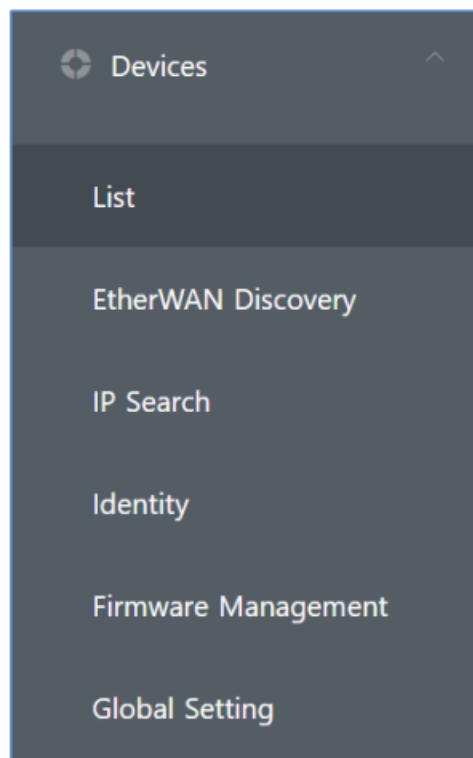 Devices
List
EtherWAN Discovery
IP Search
Identity
Firmware Management
Global Setting